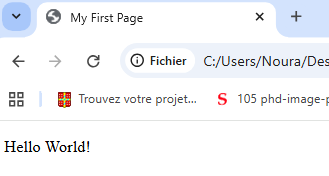 My First Page
Fichier C:/Users/Noura/Des
Trouvez votre projet... S 105 phd-image-p
Hello World!